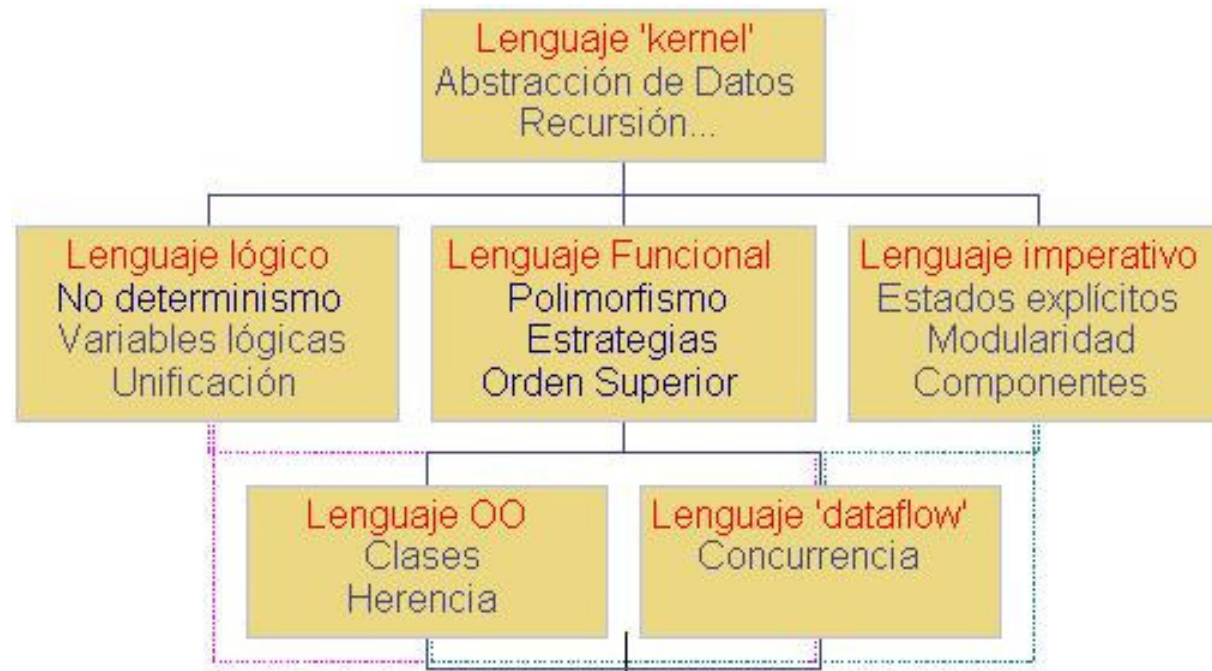 Lenguaje 'kernel'
Abstracción de Datos
Recursión...
Lenguaje lógico
No determinismo
Variables lógicas
Unificación
Lenguaje Funcional
Polimorfismo
Estrategias
Orden Superior
Lenguaje imperativo
Estados explícitos
Modularidad
Componentes
Lenguaje OO
Clases
Herencia
Lenguaje 'dataflow'
Concurrencia